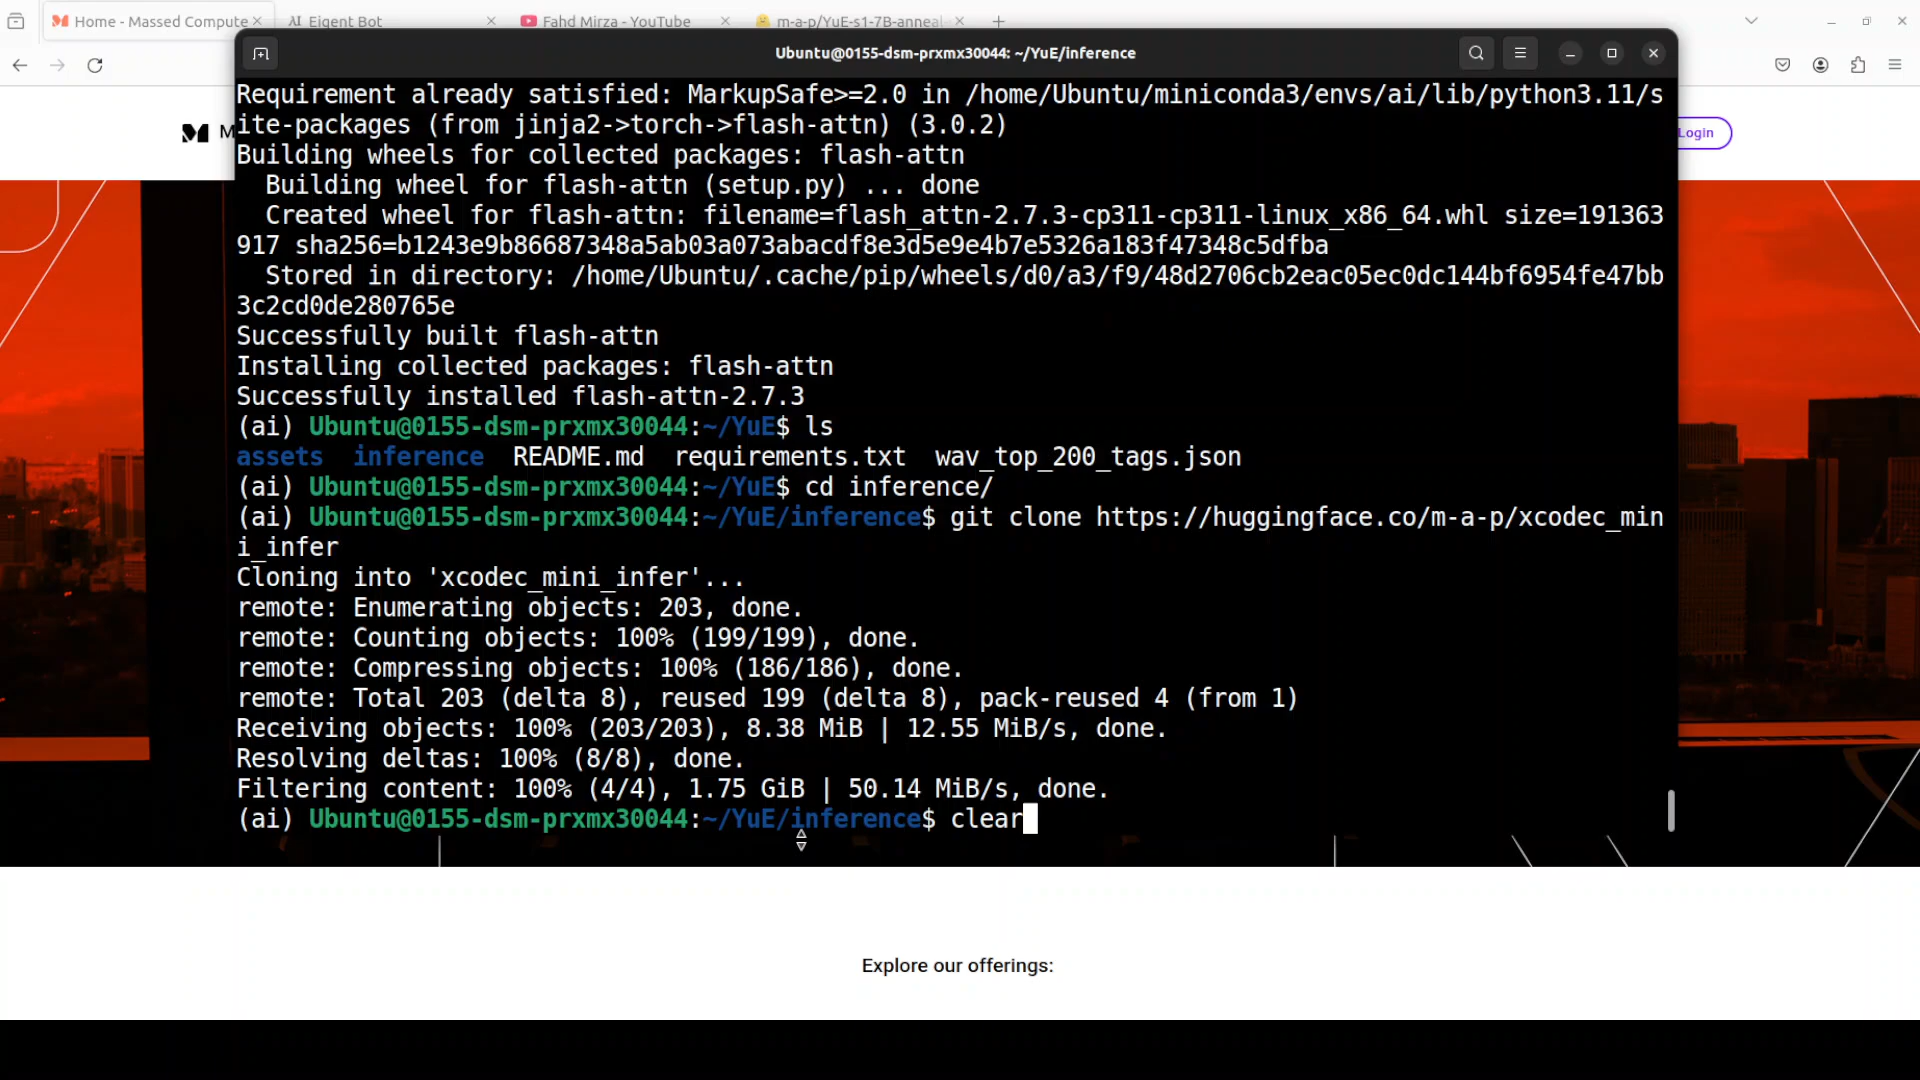 Home - Massed Compute
Eigent Bot
Fahd Mirza - YouTube
m-a-p/YuE-s1-7B-anneal
Ubuntu@0155-dsm-prxmx30044: ~/YuE/inference
M
Login
Requirement already satisfied: MarkupSafe>=2.0 in /home/Ubuntu/miniconda3/envs/ai/lib/python3.11/s
ite-packages (from jinja2->torch->flash-attn) (3.0.2)
Building wheels for collected packages: flash-attn
  Building wheel for flash-attn (setup.py) ... done
  Created wheel for flash-attn: filename=flash_attn-2.7.3-cp311-cp311-linux_x86_64.whl size=191363
917 sha256=b1243e9b86687348a5ab03a073abacdf8e3d5e9e4b7e5326a183f47348c5dfba
  Stored in directory: /home/Ubuntu/.cache/pip/wheels/d0/a3/f9/48d2706cb2eac05ec0dc144bf6954fe47bb
3c2cd0de280765e
Successfully built flash-attn
Installing collected packages: flash-attn
Successfully installed flash-attn-2.7.3
(ai) Ubuntu@0155-dsm-prxmx30044:~/YuE$ ls
assets  inference  README.md  requirements.txt  wav_top_200_tags.json
(ai) Ubuntu@0155-dsm-prxmx30044:~/YuE$ cd inference/
(ai) Ubuntu@0155-dsm-prxmx30044:~/YuE/inference$ git clone https://huggingface.co/m-a-p/xcodec_min
i_infer
Cloning into 'xcodec_mini_infer'...
remote: Enumerating objects: 203, done.
remote: Counting objects: 100% (199/199), done.
remote: Compressing objects: 100% (186/186), done.
remote: Total 203 (delta 8), reused 199 (delta 8), pack-reused 4 (from 1)
Receiving objects: 100% (203/203), 8.38 MiB | 12.55 MiB/s, done.
Resolving deltas: 100% (8/8), done.
Filtering content: 100% (4/4), 1.75 GiB | 50.14 MiB/s, done.
(ai) Ubuntu@0155-dsm-prxmx30044:~/YuE/inference$ clear
Explore our offerings: